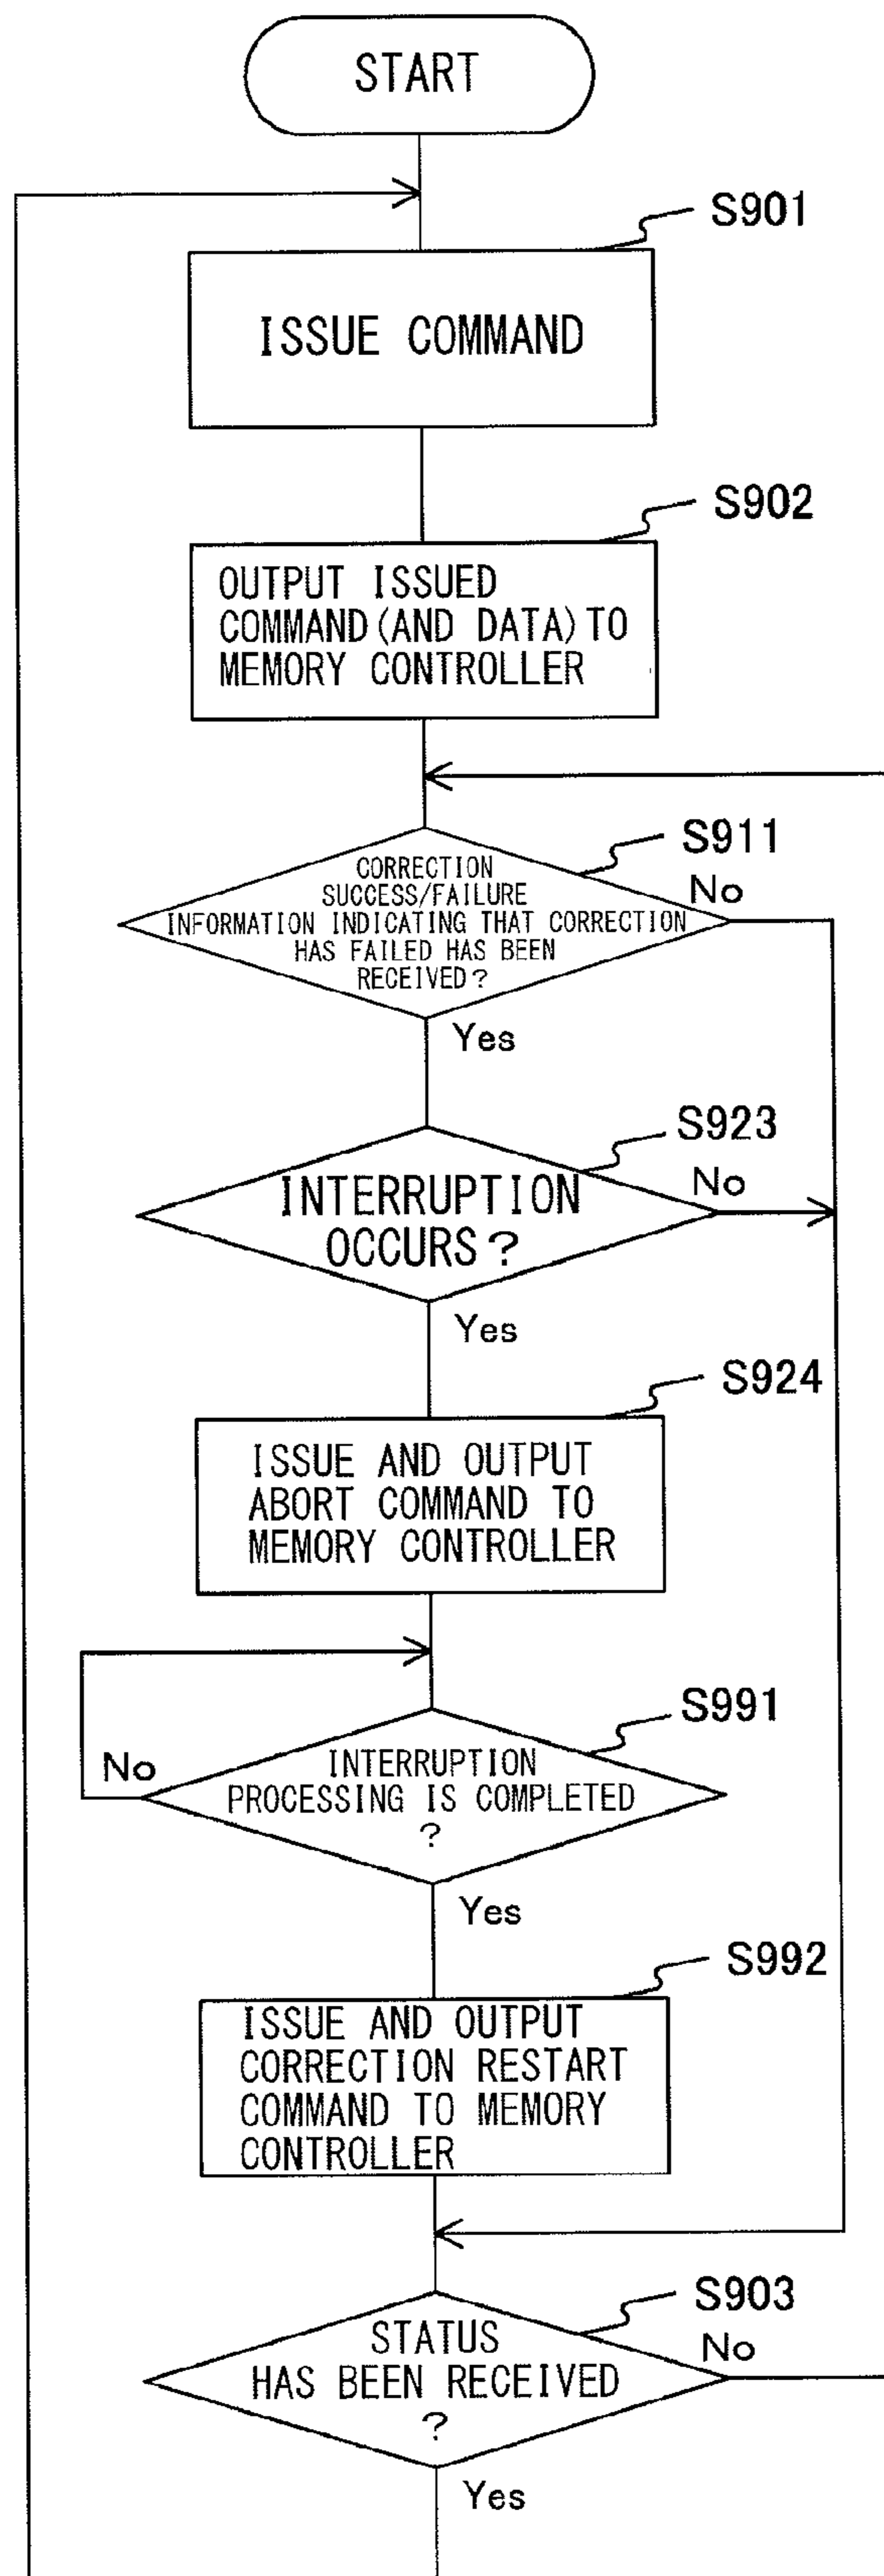 START
S901
ISSUE COMMAND
S902
OUTPUT ISSUED
COMMAND(AND DATA)TO
MEMORY CONTROLLER
S911
CORRECTION
SUCCESS/FAILURE
No
INFORMATION INDICATING THAT CORRECTION
HAS FAILED HAS BEEN
RECEIVED?
Yes
S923
INTERRUPTION
No
OCCURS?
Yes
S924
ISSUE AND OUTPUT
ABORT COMMAND TO
MEMORY CONTROLLER
S991
No
INTERRUPTION
PROCESSING IS COMPLETED
?
Yes
S992
ISSUE AND OUTPUT
CORRECTION RESTART
COMMAND TO MEMORY
CONTROLLER
S903
STATUS
No
HAS BEEN RECEIVED
?
Yes